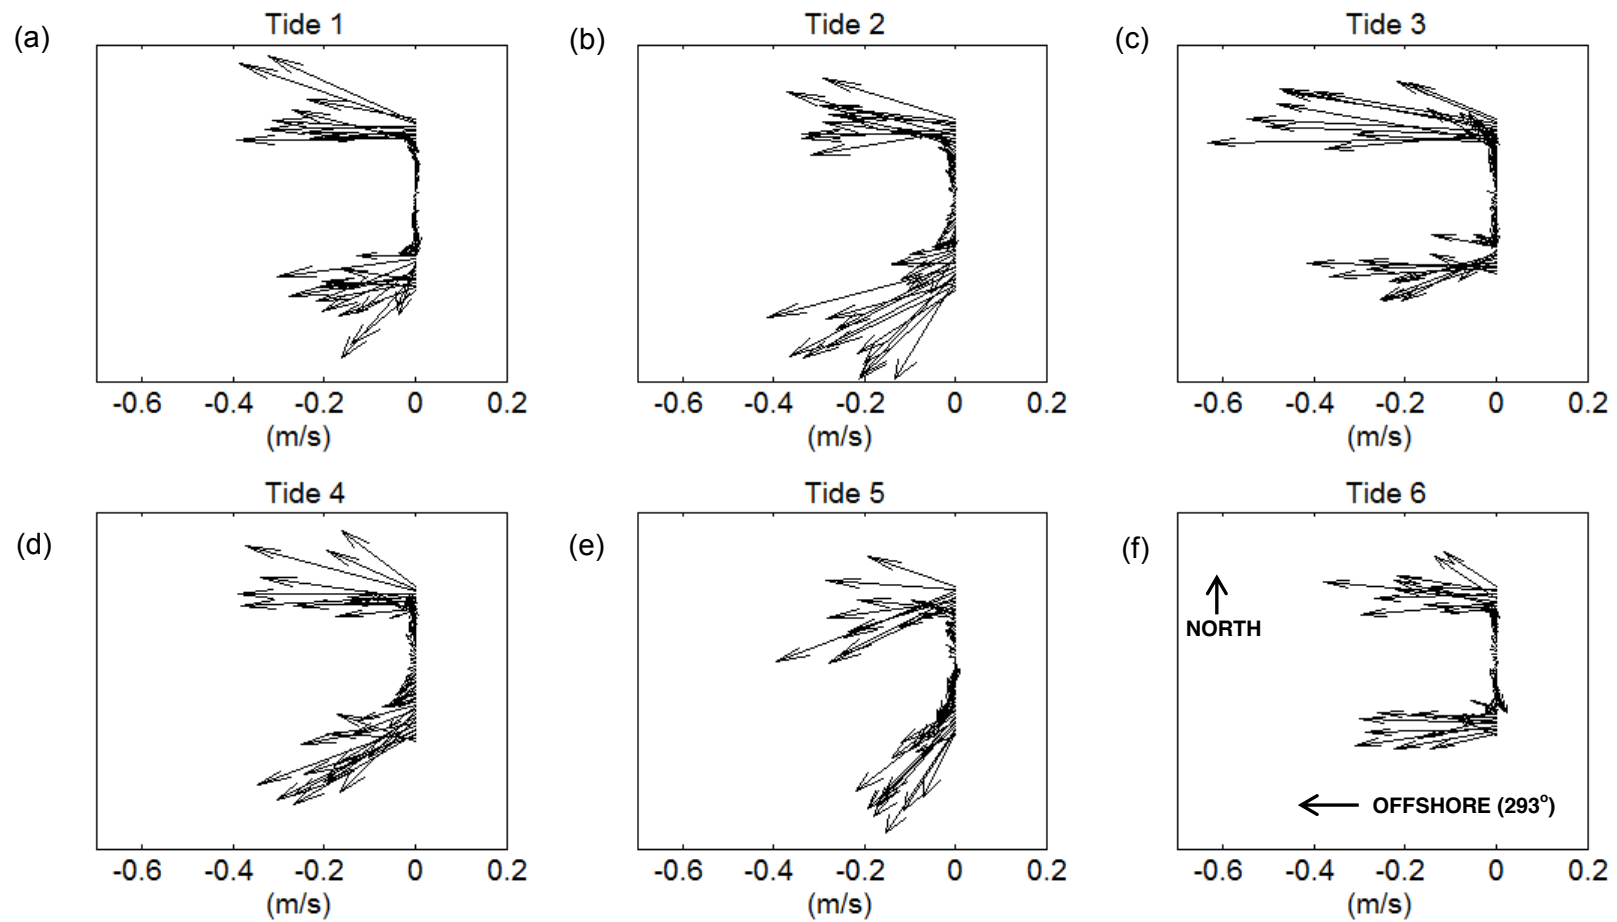 (a) Tide 1
(b) Tide 2
(c) Tide 3
-0.6 -0.4 -0.2 0 0.2
(m/s)
-0.6 -0.4 -0.2 0 0.2
(m/s)
-0.6 -0.4 -0.2 0 0.2
(m/s)
(d) Tide 4
(e) Tide 5
(f) Tide 6
NORTH
OFFSHORE (293°)
-0.6 -0.4 -0.2 0 0.2
(m/s)
-0.6 -0.4 -0.2 0 0.2
(m/s)
-0.6 -0.4 -0.2 0 0.2
(m/s)